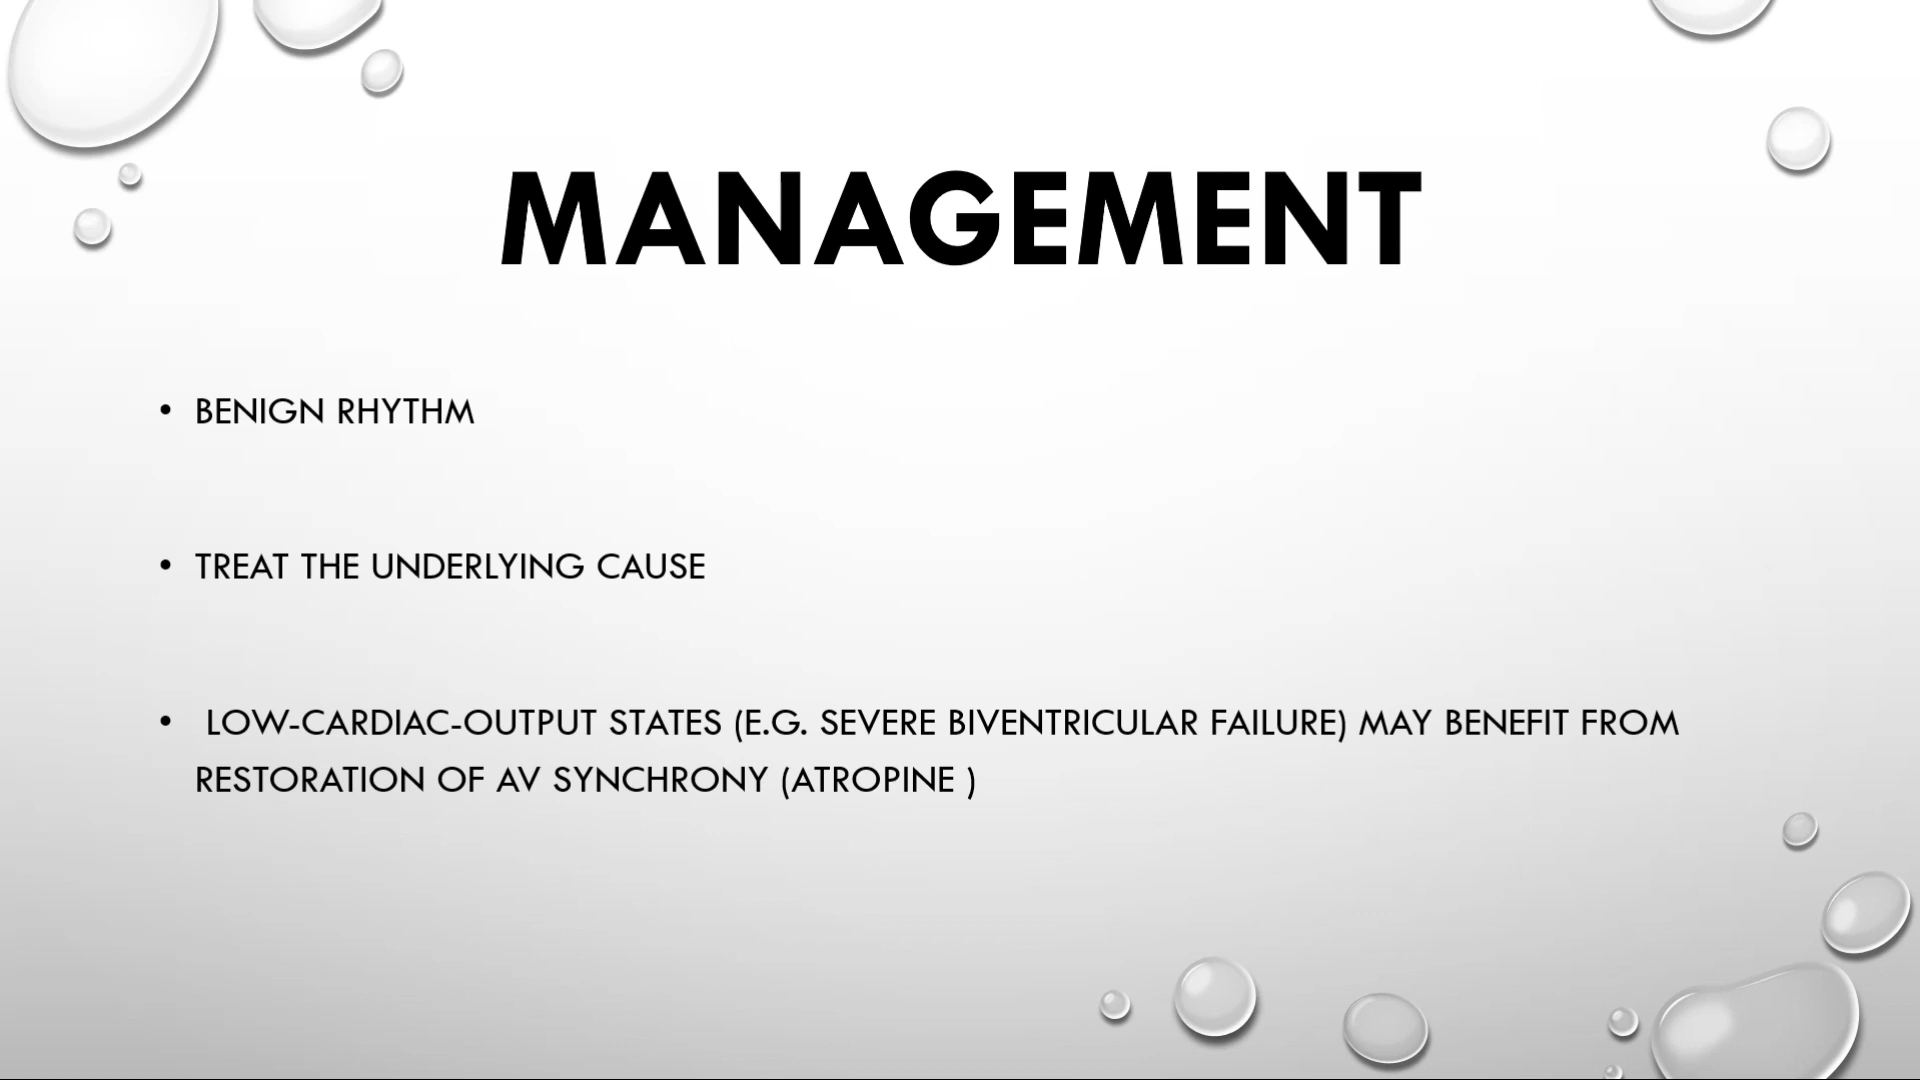 MANAGEMENT
• BENIGN RHYTHM
• TREAT THE UNDERLYING CAUSE
• LOW-CARDIAC-OUTPUT STATES (E.G. SEVERE BIVENTRICULAR FAILURE) MAY BENEFIT FROM
RESTORATION OF AV SYNCHRONY (ATROPINE )